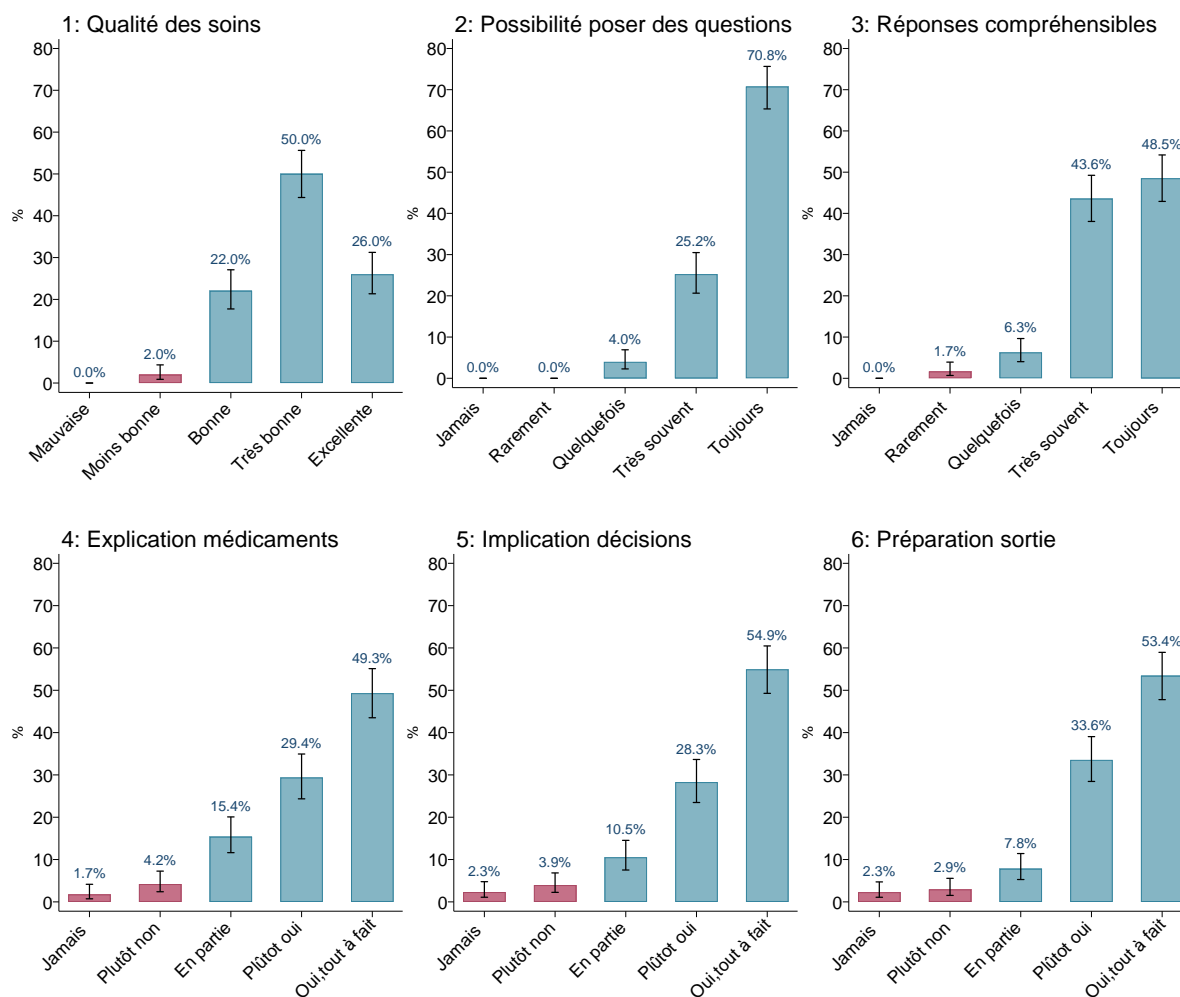 1: Qualité des soins
80
70
60
50
40
30
20
10
0
%
0.0%
2.0%
22.0%
50.0%
26.0%
Mauvaise
Moins bonne
Bonne
Très bonne
Excellente
2: Possibilité poser des questions
80
70
60
50
40
30
20
10
0
%
0.0%
0.0%
4.0%
25.2%
70.8%
Jamais
Rarement
Quelquefois
Très souvent
Toujours
3: Réponses compréhensibles
80
70
60
50
40
30
20
10
0
%
0.0%
1.7%
6.3%
43.6%
48.5%
Jamais
Rarement
Quelquefois
Très souvent
Toujours
4: Explication médicaments
80
70
60
50
40
30
20
10
0
%
1.7%
4.2%
15.4%
29.4%
49.3%
Jamais
Plutôt non
En partie
Plûtot oui
Oui,tout à fait
5: Implication décisions
80
70
60
50
40
30
20
10
0
%
2.3%
3.9%
10.5%
28.3%
54.9%
Jamais
Plutôt non
En partie
Plûtot oui
Oui,tout à fait
6: Préparation sortie
80
70
60
50
40
30
20
10
0
%
2.3%
2.9%
7.8%
33.6%
53.4%
Jamais
Plutôt non
En partie
Plûtot oui
Oui,tout à fait